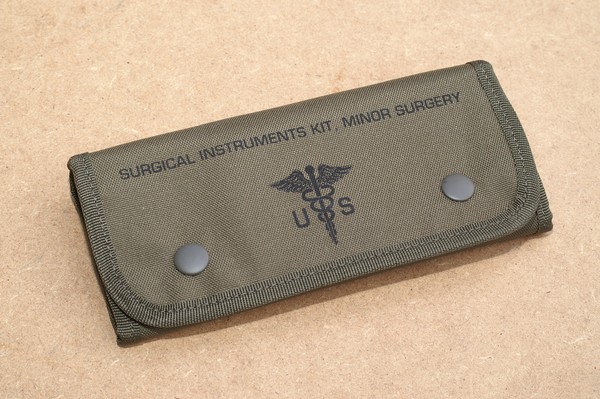 SURGICAL INSTRUMENTS KIT, MINOR SURGERY
U S